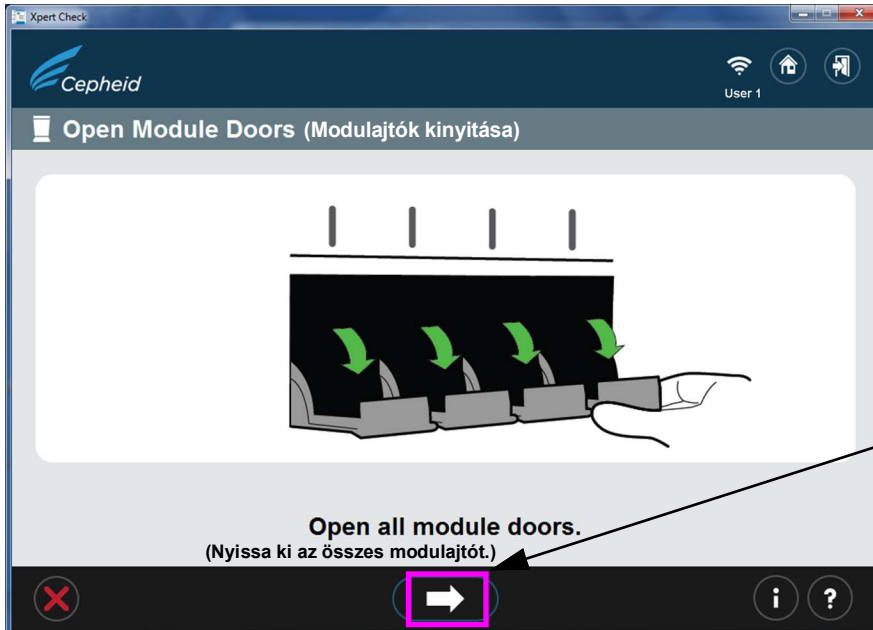 Xpert Check
Cepheid
User 1
Open Module Doors (Modulajtók kinyitása)
Open all module doors.
(Nyissa ki az összes modulajtót.)
i ?